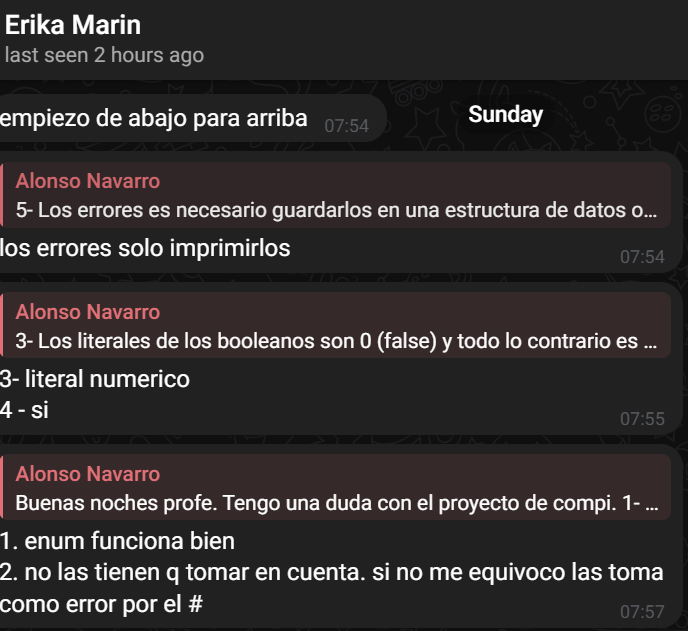 Erika Marin
last seen 2 hours ago
empiezo de abajo para arriba 07:54
Sunday
Alonso Navarro
5- Los errores es necesario guardarlos en una estructura de datos o...
los errores solo imprimirlos
07:54
Alonso Navarro
3- Los literales de los booleanos son 0 (false) y todo lo contrario es ...
3- literal numerico
4 - si
07:55
Alonso Navarro
Buenas noches profe. Tengo una duda con el proyecto de compi. 1- ...
1. enum funciona bien
2. no las tienen q tomar en cuenta. si no me equivoco las toma
como error por el #
07:57